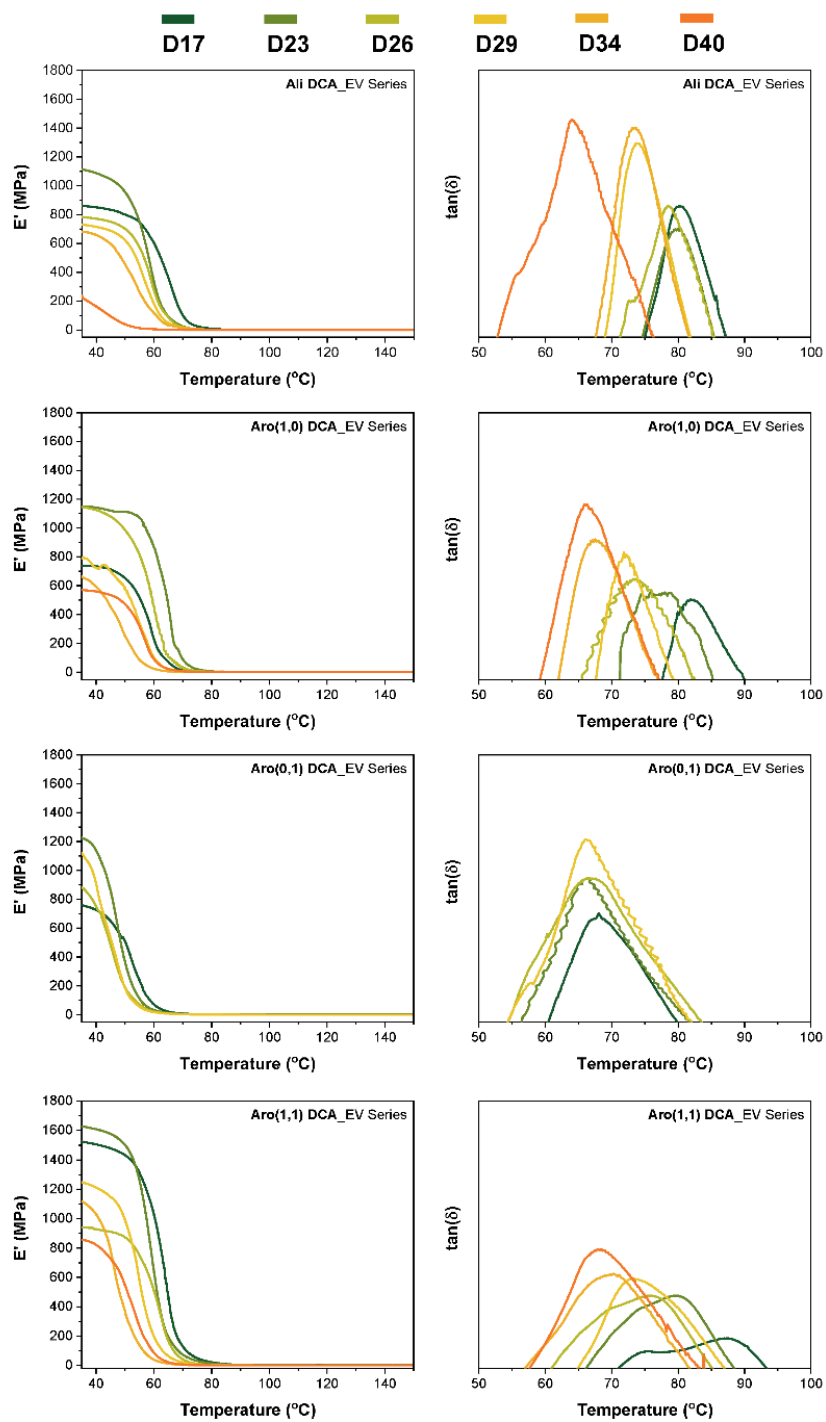 D17 D23 D26 D29 D34 D40
Ali DCA_EV Series
1800
1600
1400
1200
1000
800
600
400
200
0
E' (MPa)
40 60 80 100 120 140
Temperature (°C)
Ali DCA_EV Series
tan(δ)
50 60 70 80 90 100
Temperature (°C)
Aro(1,0) DCA_EV Series
1800
1600
1400
1200
1000
800
600
400
200
0
E' (MPa)
40 60 80 100 120 140
Temperature (°C)
Aro(1,0) DCA_EV Series
tan(δ)
50 60 70 80 90 100
Temperature (°C)
Aro(0,1) DCA_EV Series
1800
1600
1400
1200
1000
800
600
400
200
0
E' (MPa)
40 60 80 100 120 140
Temperature (°C)
Aro(0,1) DCA_EV Series
tan(δ)
50 60 70 80 90 100
Temperature (°C)
Aro(1,1) DCA_EV Series
1800
1600
1400
1200
1000
800
600
400
200
0
E' (MPa)
40 60 80 100 120 140
Temperature (°C)
Aro(1,1) DCA_EV Series
tan(δ)
50 60 70 80 90 100
Temperature (°C)